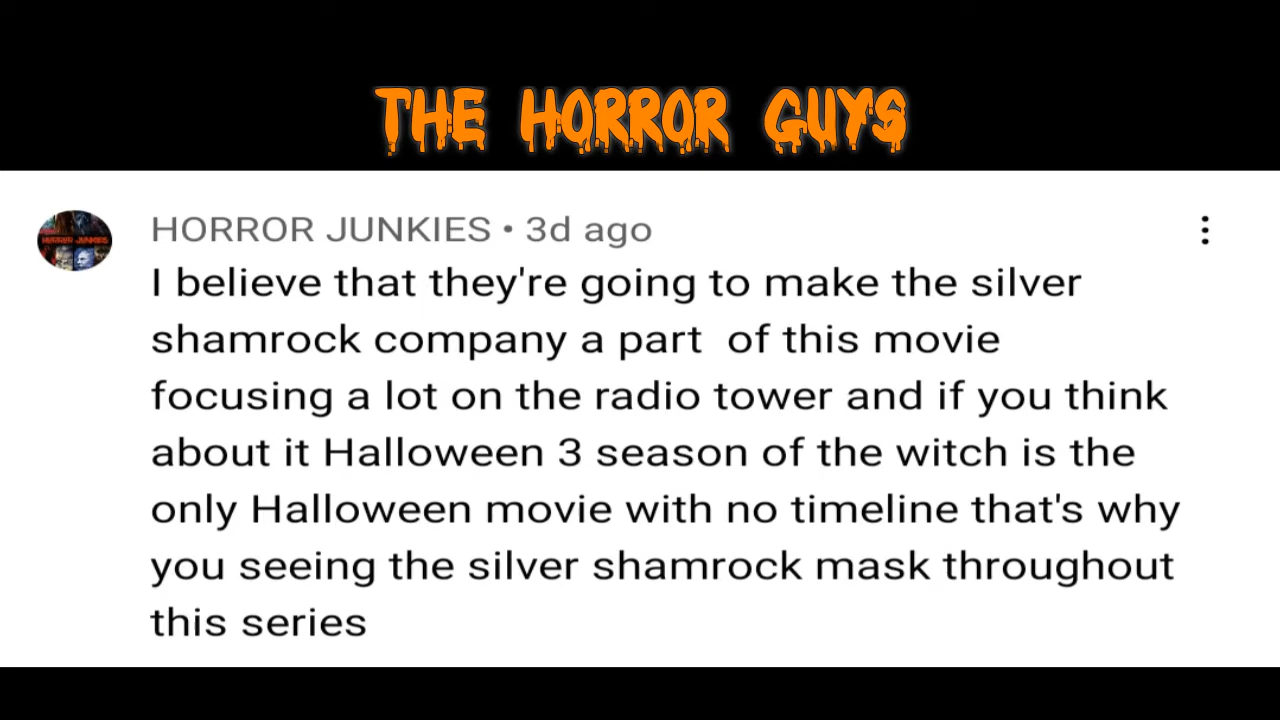 THE HORROR GUYS
HORROR JUNKIES • 3d ago
I believe that they're going to make the silver
shamrock company a part  of this movie
focusing a lot on the radio tower and if you think
about it Halloween 3 season of the witch is the
only Halloween movie with no timeline that's why
you seeing the silver shamrock mask throughout
this series
HORROR JUNKIES